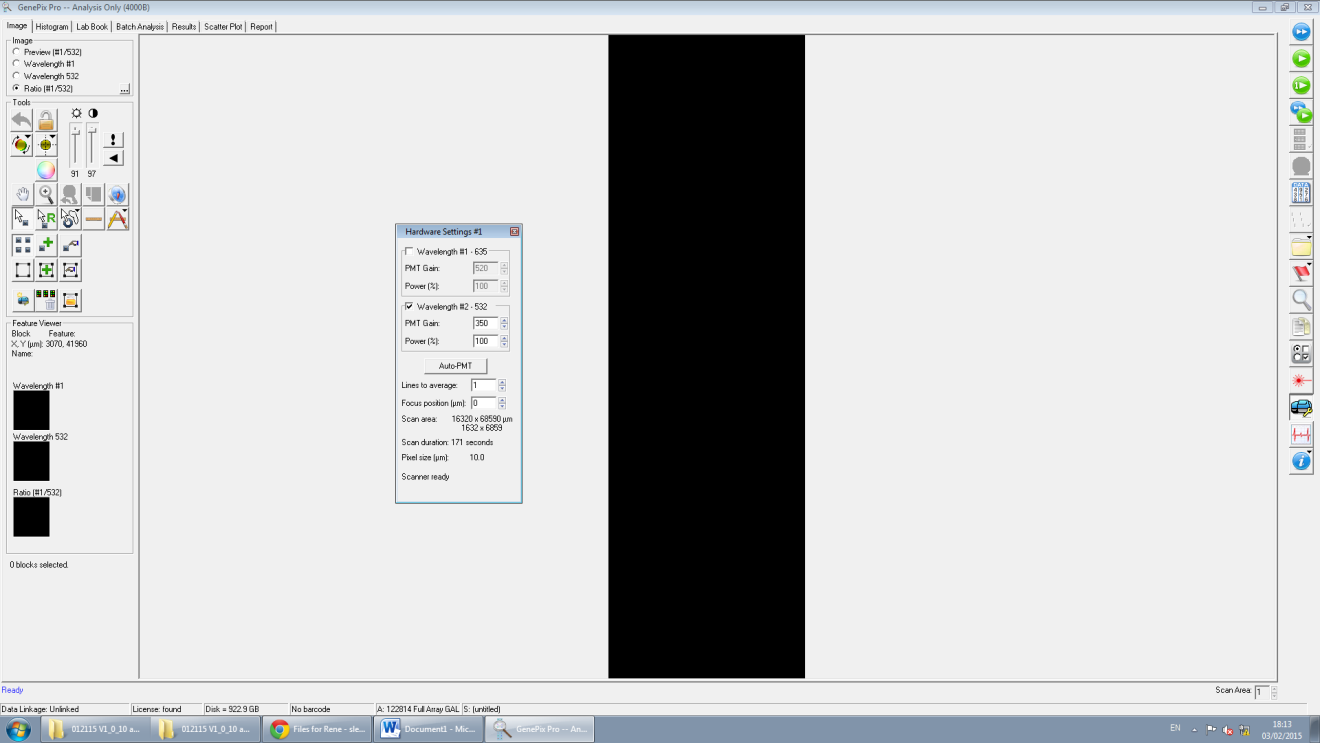 GenePix Pro -- Analysis Only (4000B)
Image Histogram Lab Book Batch Analysis Results Scatter Plot Report
Image
Preview (#1/532)
Wavelength #1
Wavelength 532
Ratio (#1/532)
...
Tools
91 97
Feature Viewer
Block Feature:
X, Y (µm): 3070, 41960
Name:
Wavelength #1
Wavelength 532
Ratio (#1/532)
0 blocks selected.
Hardware Settings #1
Wavelength #1 - 635
PMT Gain: 520
Power (%): 100
Wavelength #2 - 532
PMT Gain: 350
Power (%): 100
Auto-PMT
Lines to average: 1
Focus position (µm): 0
Scan area: 16320 x 68590 µm
1632 x 6859
Scan duration: 171 seconds
Pixel size (µm): 10.0
Scanner ready
DATA
Ready
Scan Area: 1
Data Linkage: Unlinked License: found Disk = 922.9 GB No barcode A: 122814 Full Array GAL S: (untitled)
012115 V1_0_10 a... 012115 V1_0_10 a... Files for Rene - sle... Document1 - Mic... GenePix Pro -- An...
EN
18:13
03/02/2015